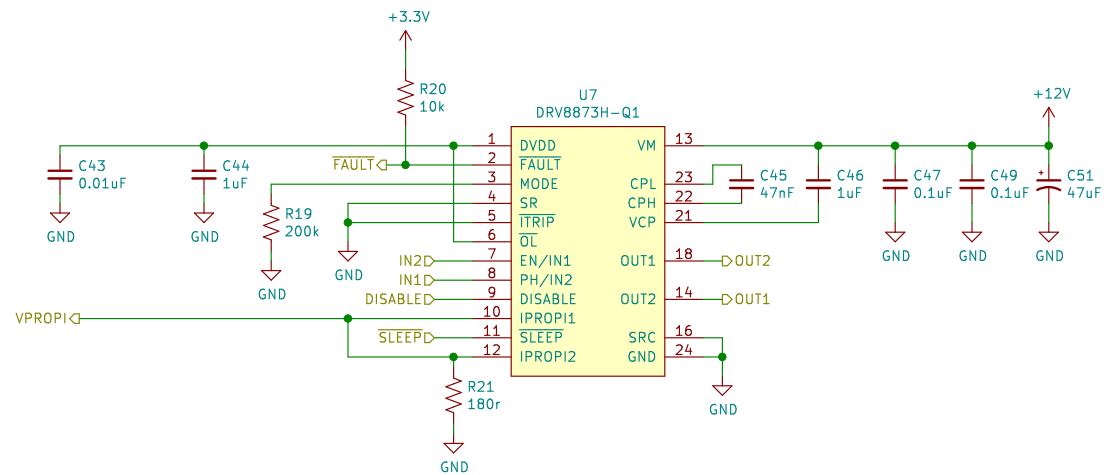 +3.3V
R20
10k
U7
DRV8873H-Q1
+12V
C43
0.01uF
GND
C44
1uF
GND
FAULT
R19
200k
GND
GND
IN2
IN1
DISABLE
VPROPI
SLEEP
R21
180r
GND
1 DVDD
2 FAULT
3 MODE
4 SR
5 ITRIP
6 OL
7 EN/IN1
8 PH/IN2
9 DISABLE
10 IPROPI1
11 SLEEP
12 IPROPI2
VM 13
CPL 23
CPH 22
VCP 21
OUT1 18
OUT2 14
SRC 16
GND 24
OUT2
OUT1
GND
C45
47nF
C46
1uF
C47
0.1uF
GND
C49
0.1uF
GND
+
C51
47uF
GND